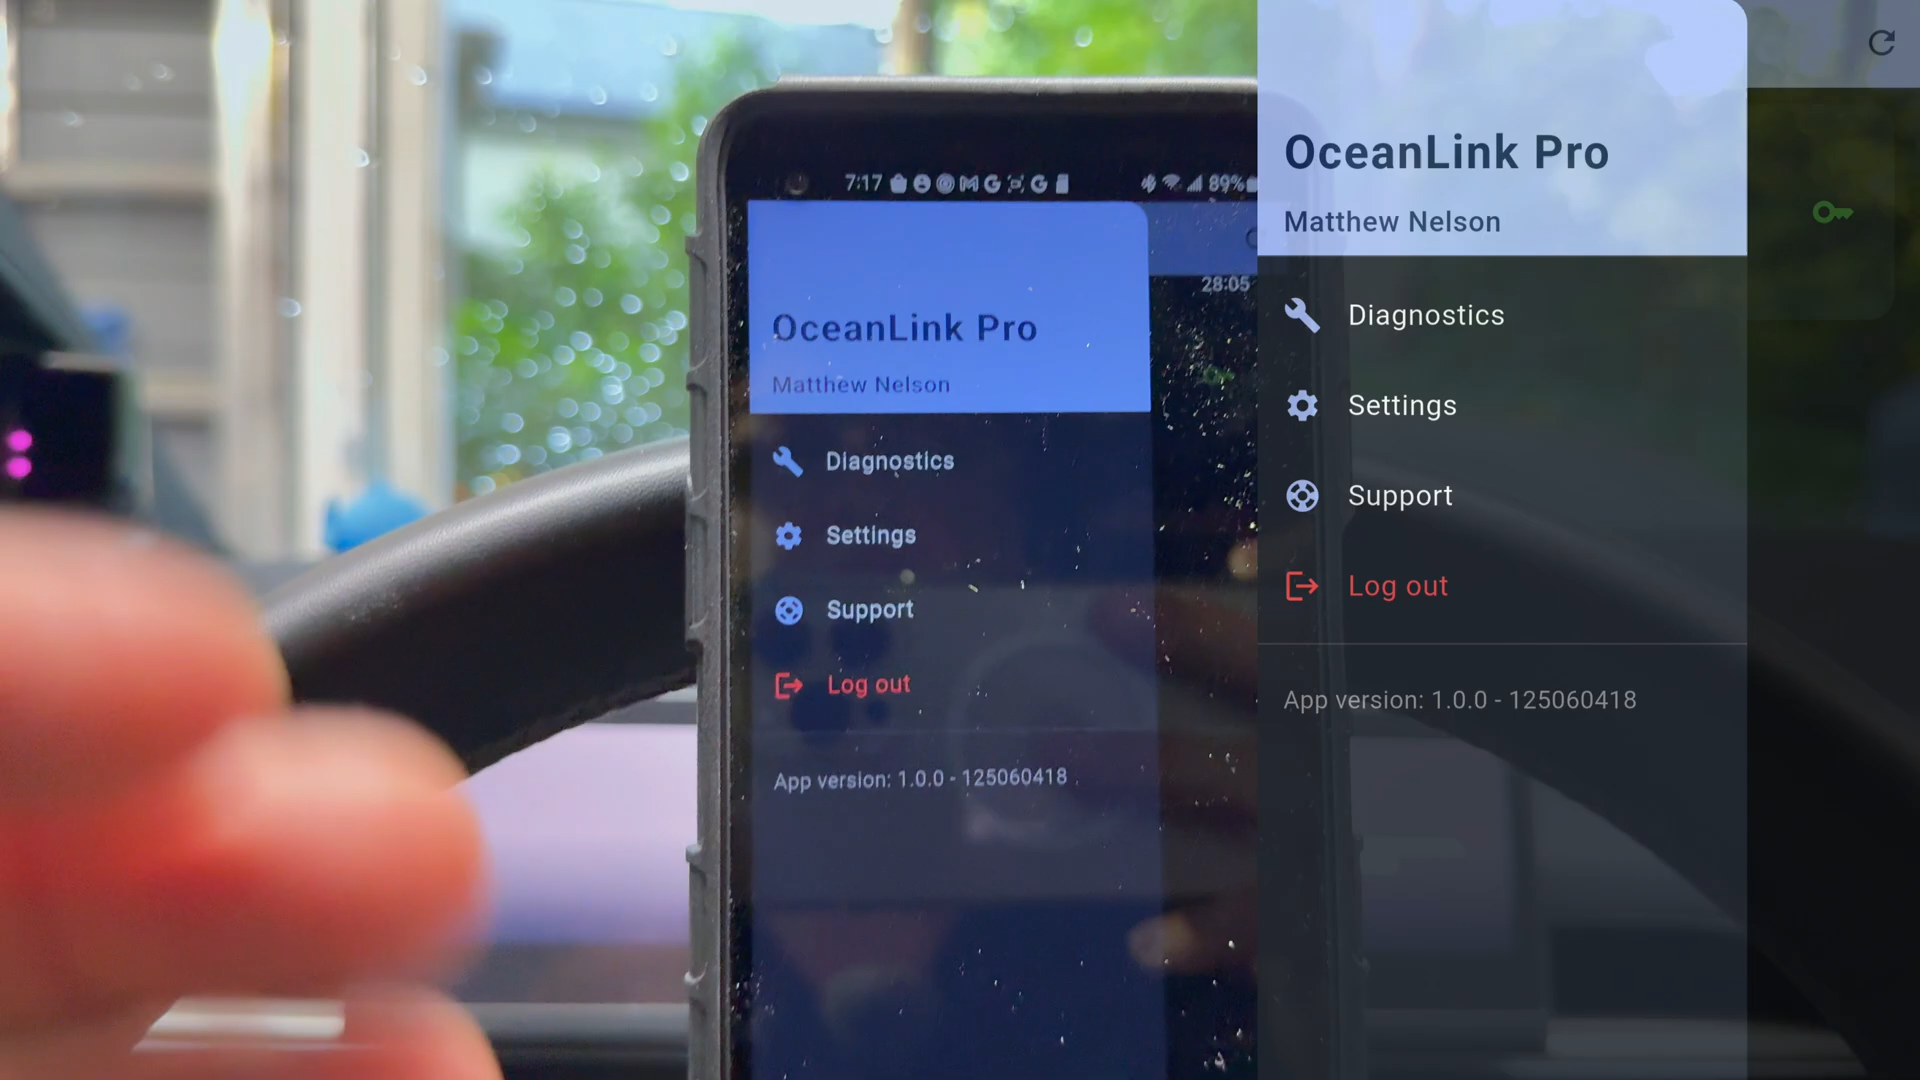 7:17
89%
OceanLink Pro
Matthew Nelson
28:05
Diagnostics
Settings
Support
Log out
App version: 1.0.0 - 125060418
OceanLink Pro
Matthew Nelson
Diagnostics
Settings
Support
Log out
App version: 1.0.0 - 125060418